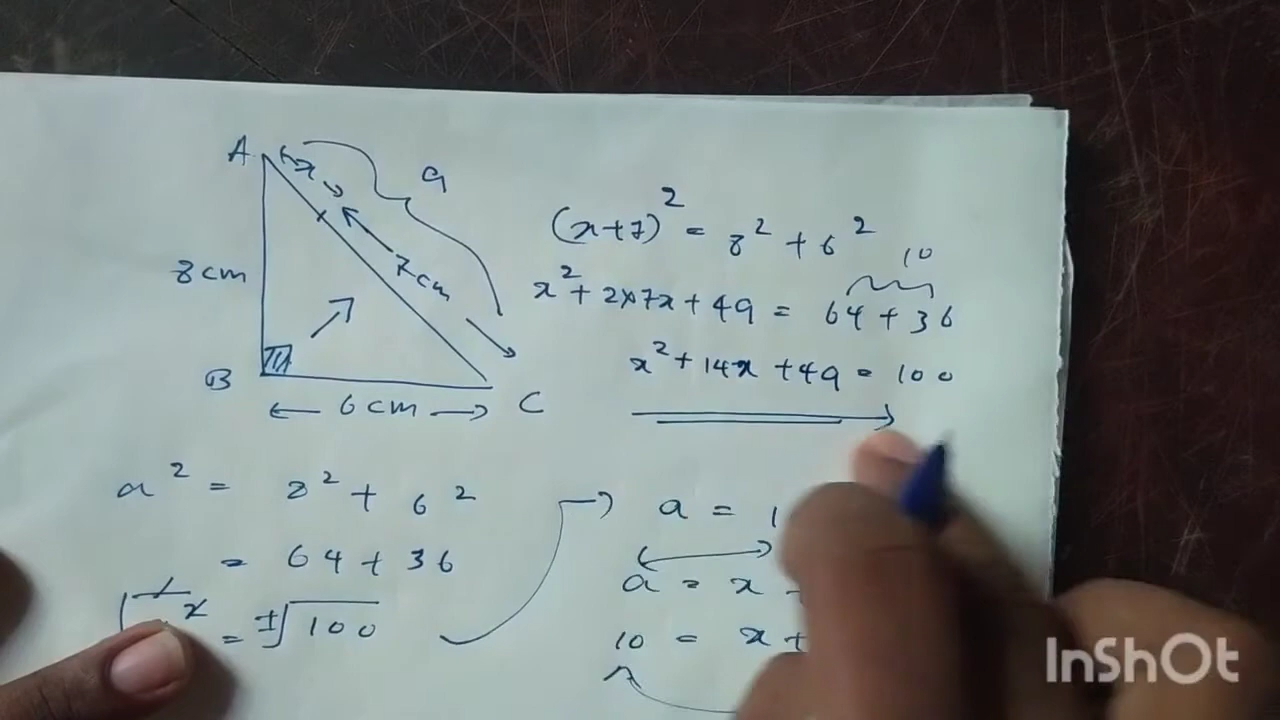 A
x
a
8cm
7cm
B
6cm
C
(x+7)² = 8² + 6²
10
x² + 2×7x + 49 = 64 + 36
x² + 14x + 49 = 100
a² = 8² + 6²
= 64 + 36
= ±√100
a = 1
a = x
10 = x +
InShOt